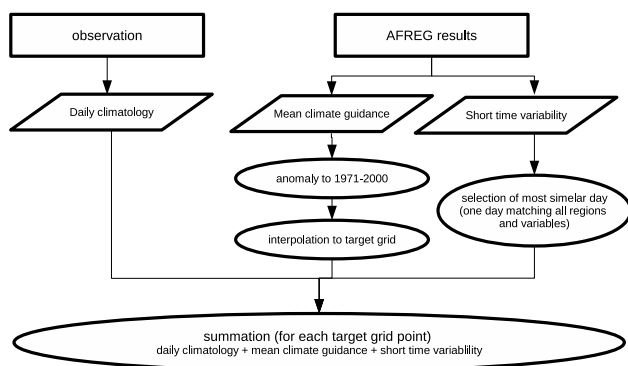 observation
AFREG results
Daily climatology
Mean climate guidance
Short time variability
anomaly to 1971-2000
selection of most simelar day
(one day matching all regions
and variables)
interpolation to target grid
summation (for each target grid point)
daily climatology + mean climate guidance + short time variablility